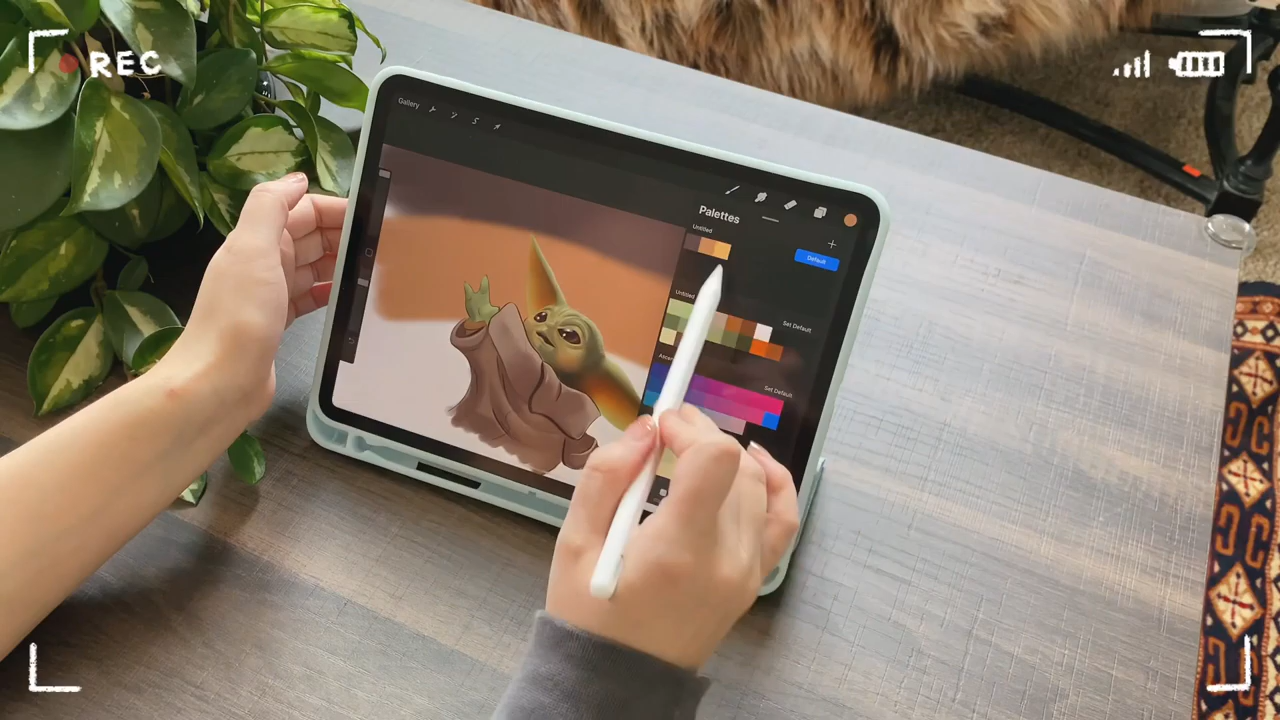 REC
Gallery
Palettes
Untitled
Default
Untitled
Set Default
Set Default